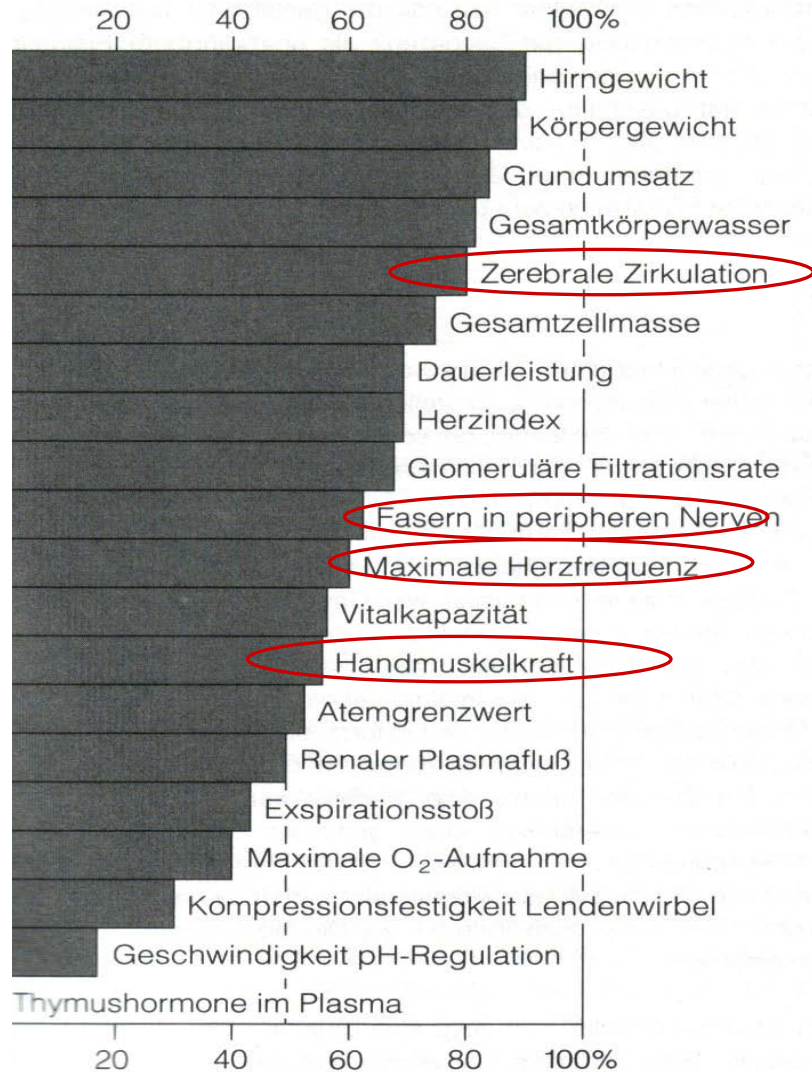 20 40 60 80 100%
Hirngewicht
Körpergewicht
Grundumsatz
Gesamtkörperwasser
Zerebrale Zirkulation
Gesamtzellmasse
Dauerleistung
Herzindex
Glomeruläre Filtrationsrate
Fasern in peripheren Nerven
Maximale Herzfrequenz
Vitalkapazität
Handmuskelkraft
Atemgrenzwert
Renaler Plasmafluß
Exspirationsstoß
Maximale O₂-Aufnahme
Kompressionsfestigkeit Lendenwirbel
Geschwindigkeit pH-Regulation
Thymushormone im Plasma
20 40 60 80 100%